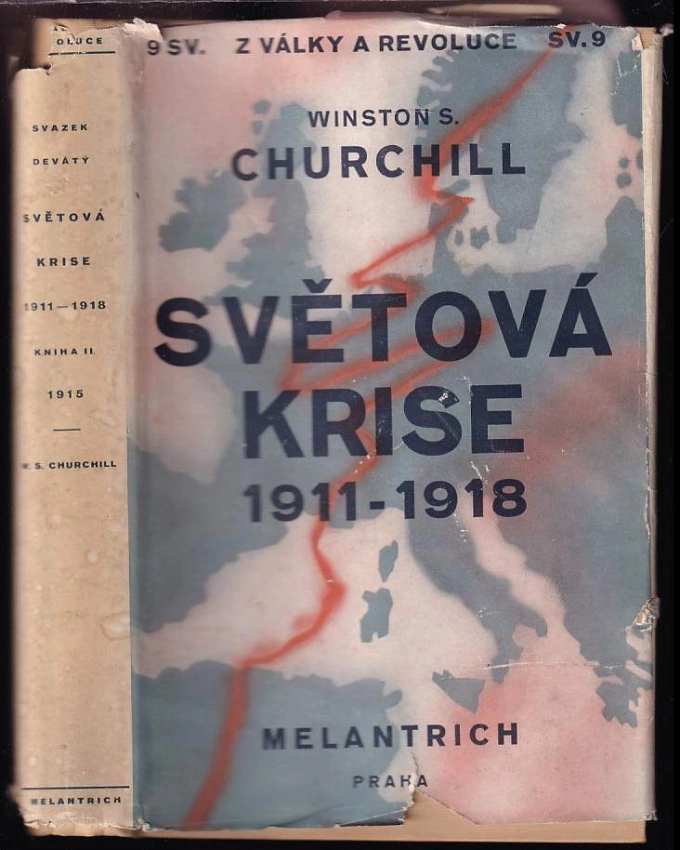 OLUCE
SVAZEK
DEVÁTÝ
SVĚTOVÁ
KRISE
1911—1918
KNIHA II.
1915
S. CHURCHILL
MELANTRICH
9 SV. Z VÁLKY A REVOLUCE SV. 9
WINSTON S.
CHURCHILL
SVĚTOVÁ
KRISE
1911-1918
MELANTRICH
PRAHA